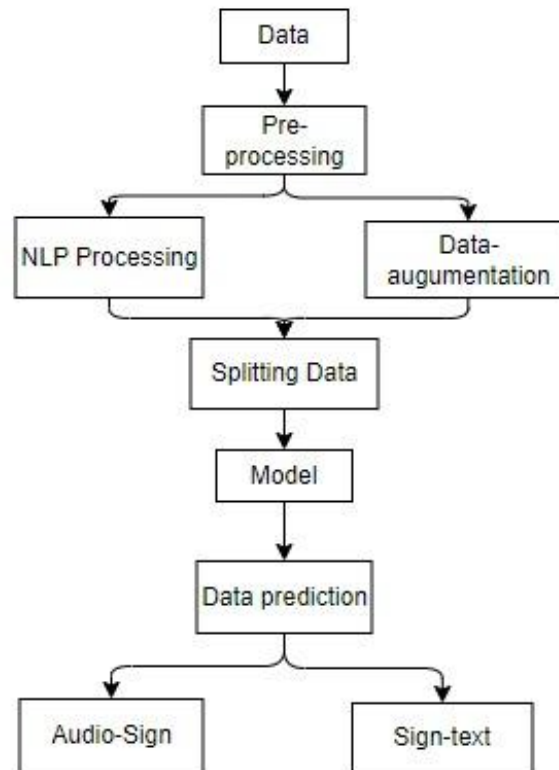 Data
Pre-
processing
NLP Processing
Data-
augumentation
Splitting Data
Model
Data prediction
Audio-Sign
Sign-text